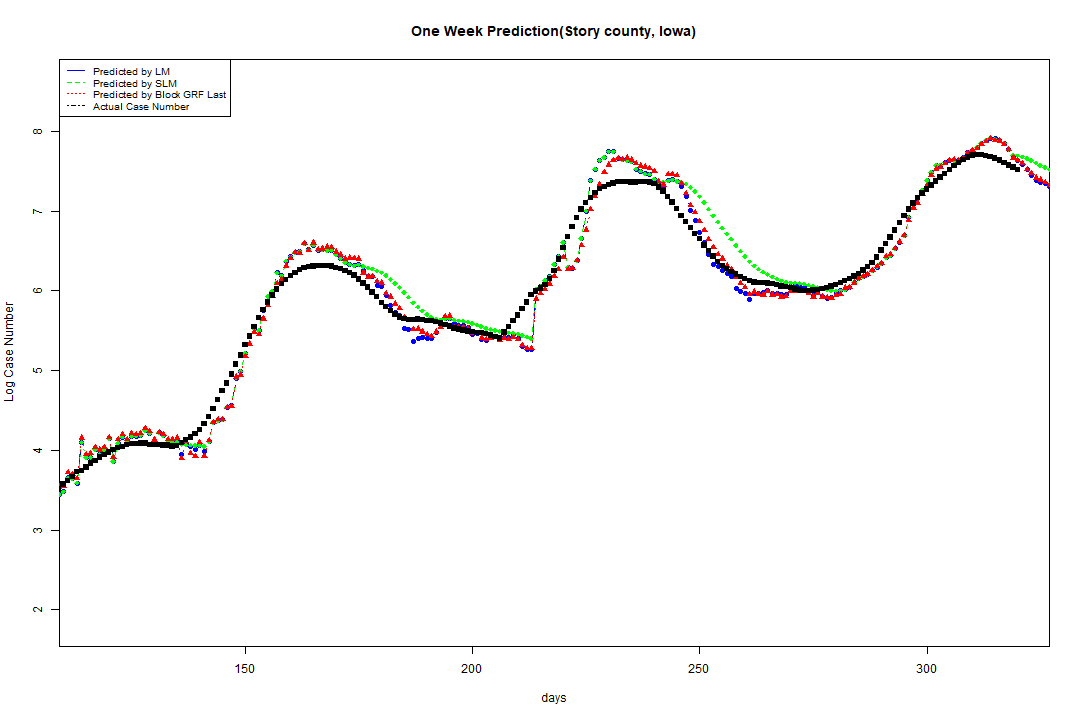 One Week Prediction(Story county, Iowa)
Predicted by LM
Predicted by SLM
Predicted by Block GRF Last
Actual Case Number
8
7
6
5
4
3
2
Log Case Number
150 200 250 300
days